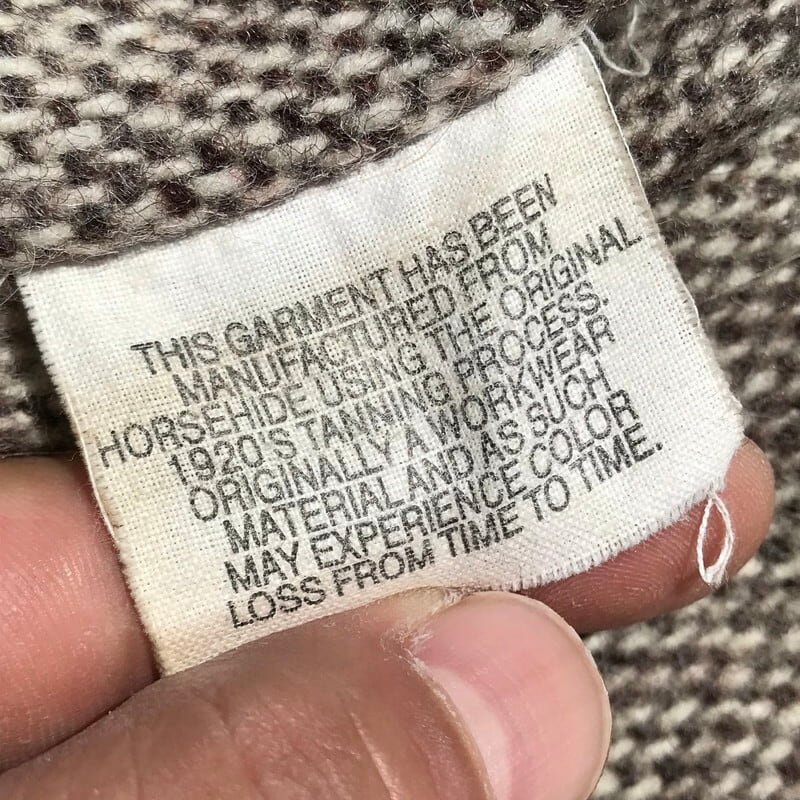 THIS GARMENT HAS BEEN
MANUFACTURED FROM
HORSEHIDE USING THE ORIGINAL
1920'S TANNING PROCESS.
ORIGINALLY A WORKWEAR
MATERIAL AND AS SUCH
MAY EXPERIENCE COLOR
LOSS FROM TIME TO TIME.